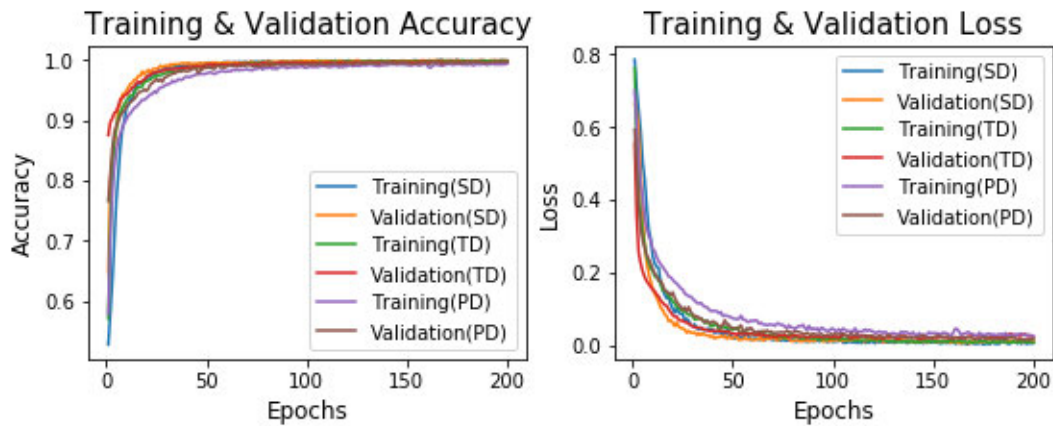 Training & Validation Accuracy
1.0
0.9
0.8
0.7
0.6
Accuracy
Training(SD)
Validation(SD)
Training(TD)
Validation(TD)
Training(PD)
Validation(PD)
0 50 100 150 200
Epochs
Training & Validation Loss
0.8
0.6
0.4
0.2
0.0
Loss
Training(SD)
Validation(SD)
Training(TD)
Validation(TD)
Training(PD)
Validation(PD)
0 50 100 150 200
Epochs